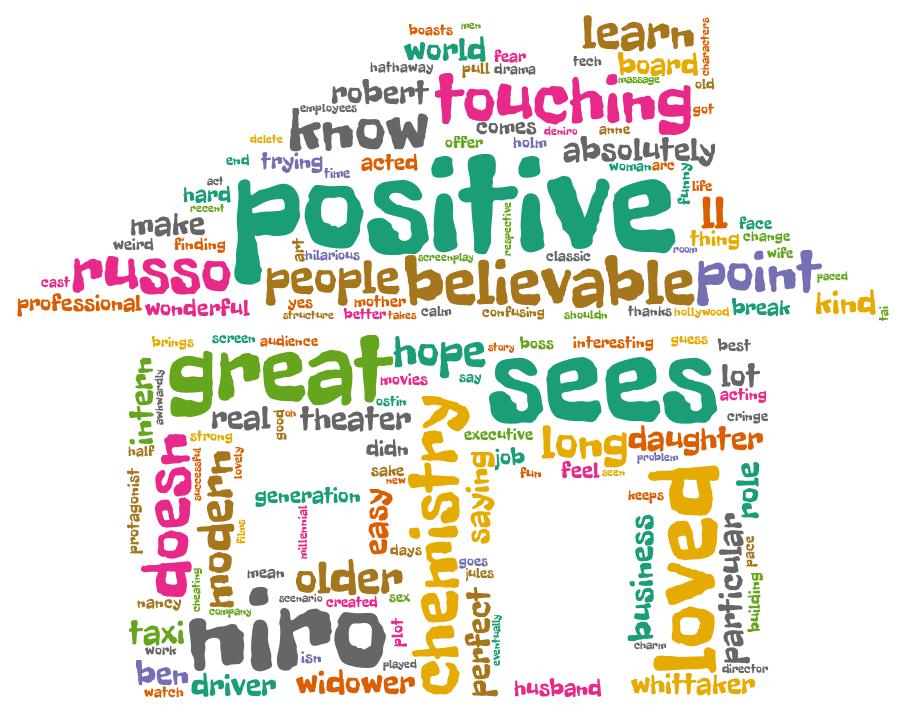 boasts men
learn
characters
world fear
hathaway pull drama
tech board
massage old
robert touching got
employees
know comes deniro anne
delete offer holm absolutely
end trying time acted woman arc
funny life
act
hard
recent
positive
respective
ll
make
weird finding
art hilarious
screenplay classic
thing change face
room wife
cast russo people believable point paced
professional wonderful yes mother kind
structure better takes calm confusing shouldn thanks hollywood break tai
brings screen audience great hope story boss interesting guess best
movies say sees lot
intern awkwardly
ostin acting
real good oh theater cringe
half strong didn executive long daughter
job problem
doesn successful modern lovely
sake new
chemistry saying fun feel seen
protagonist
films
generation
millennial
easy
days
keeps loved role
business particular pace
goes jules
mean older
nancy cheating scenario created sex
company
perfect eventually
building
taxi work niro isn plot played
charm director
ben watch driver widower husband whittaker